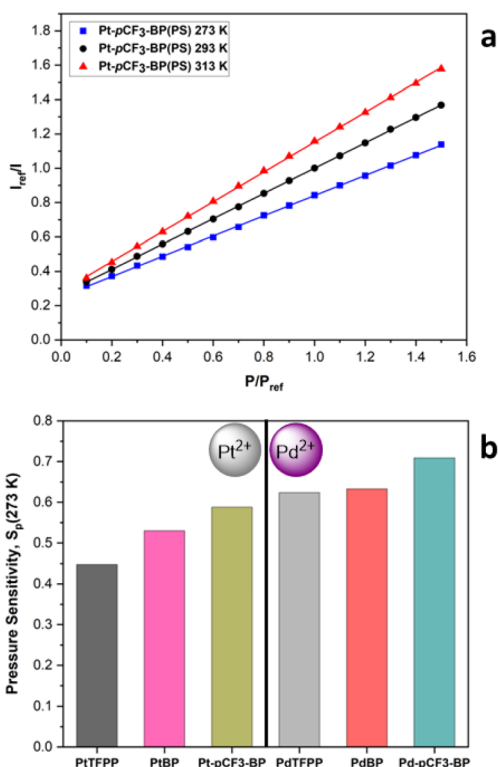 a
Pt-pCF3-BP(PS) 273 K
Pt-pCF3-BP(PS) 293 K
Pt-pCF3-BP(PS) 313 K
1.8
1.6
1.4
1.2
1.0
0.8
0.6
0.4
0.2
0.0
Iref/I
0.0 0.2 0.4 0.6 0.8 1.0 1.2 1.4 1.6
P/Pref
b
Pt2+ Pd2+
0.8
0.7
0.6
0.5
0.4
0.3
0.2
0.1
0.0
Pressure Sensitivity, Sp(273 K)
PtTFPP PtBP Pt-pCF3-BP PdTFPP PdBP Pd-pCF3-BP